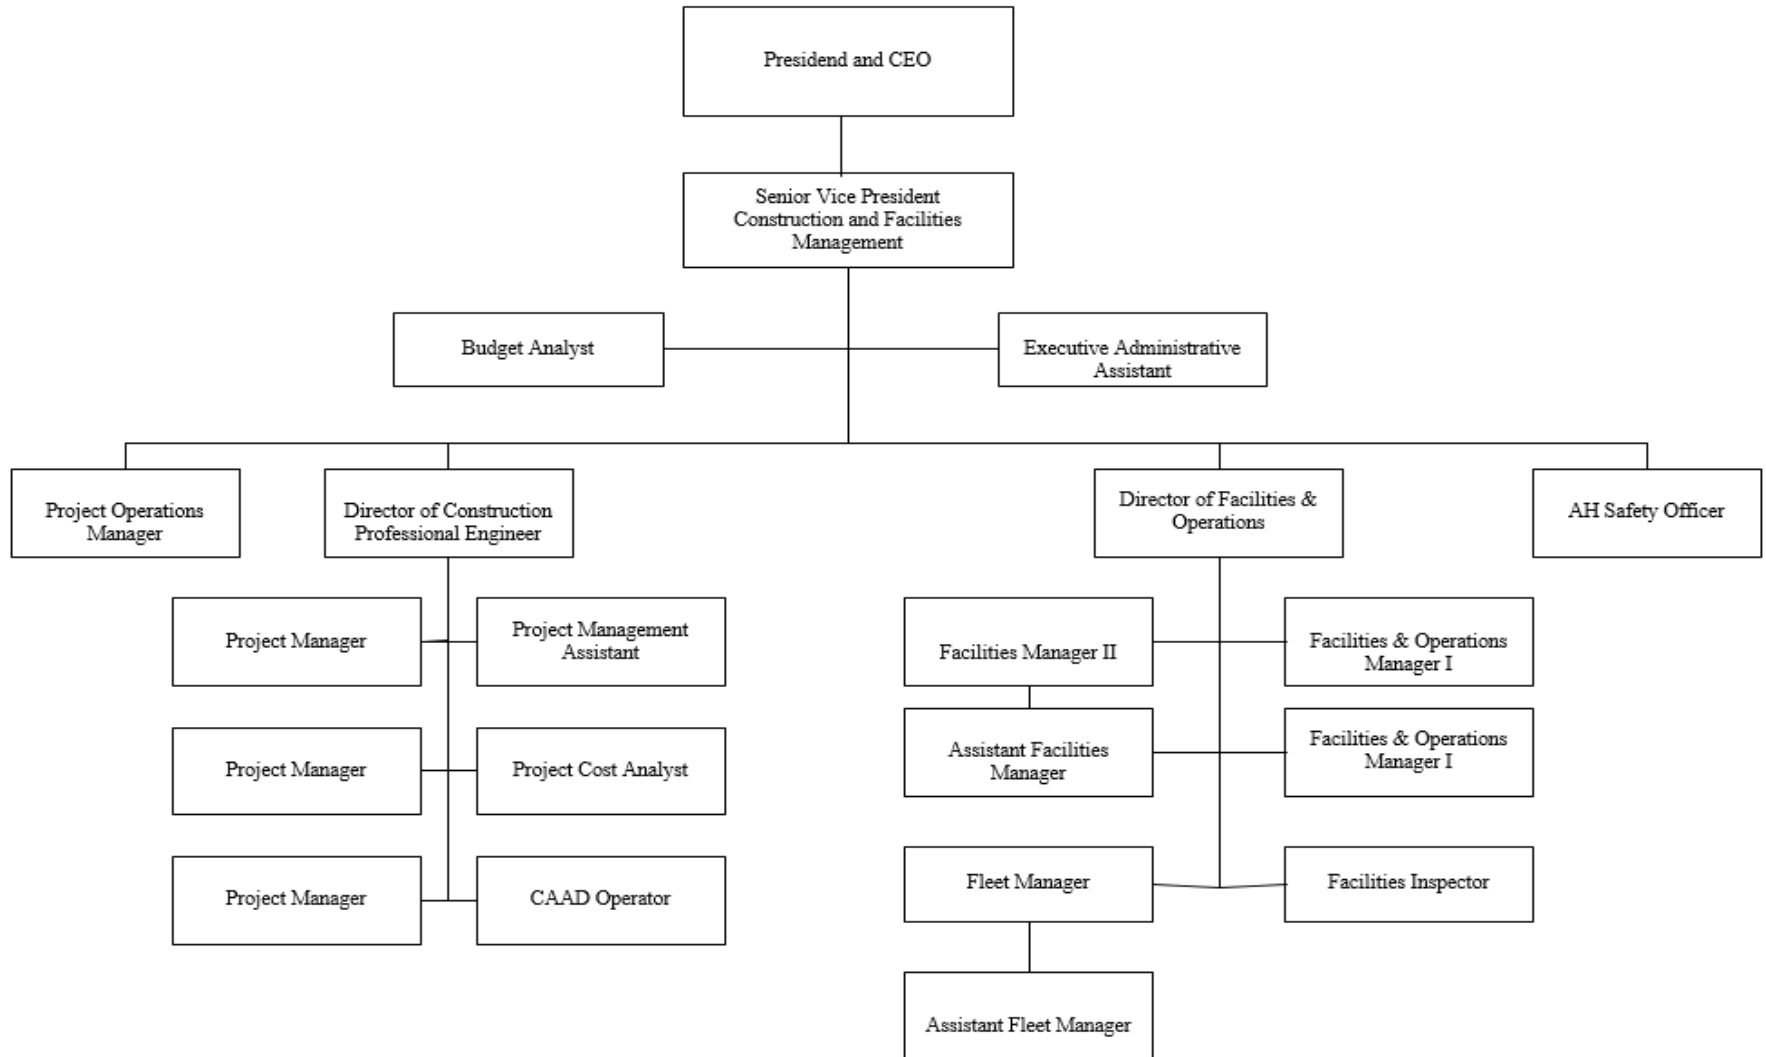 Presidend and CEO
Senior Vice President
Construction and Facilities
Management
Budget Analyst
Executive Administrative
Assistant
Project Operations
Manager
Director of Construction
Professional Engineer
Director of Facilities &
Operations
AH Safety Officer
Project Manager
Project Management
Assistant
Facilities Manager II
Facilities & Operations
Manager I
Project Manager
Project Cost Analyst
Assistant Facilities
Manager
Facilities & Operations
Manager I
Project Manager
CAAD Operator
Fleet Manager
Facilities Inspector
Assistant Fleet Manager